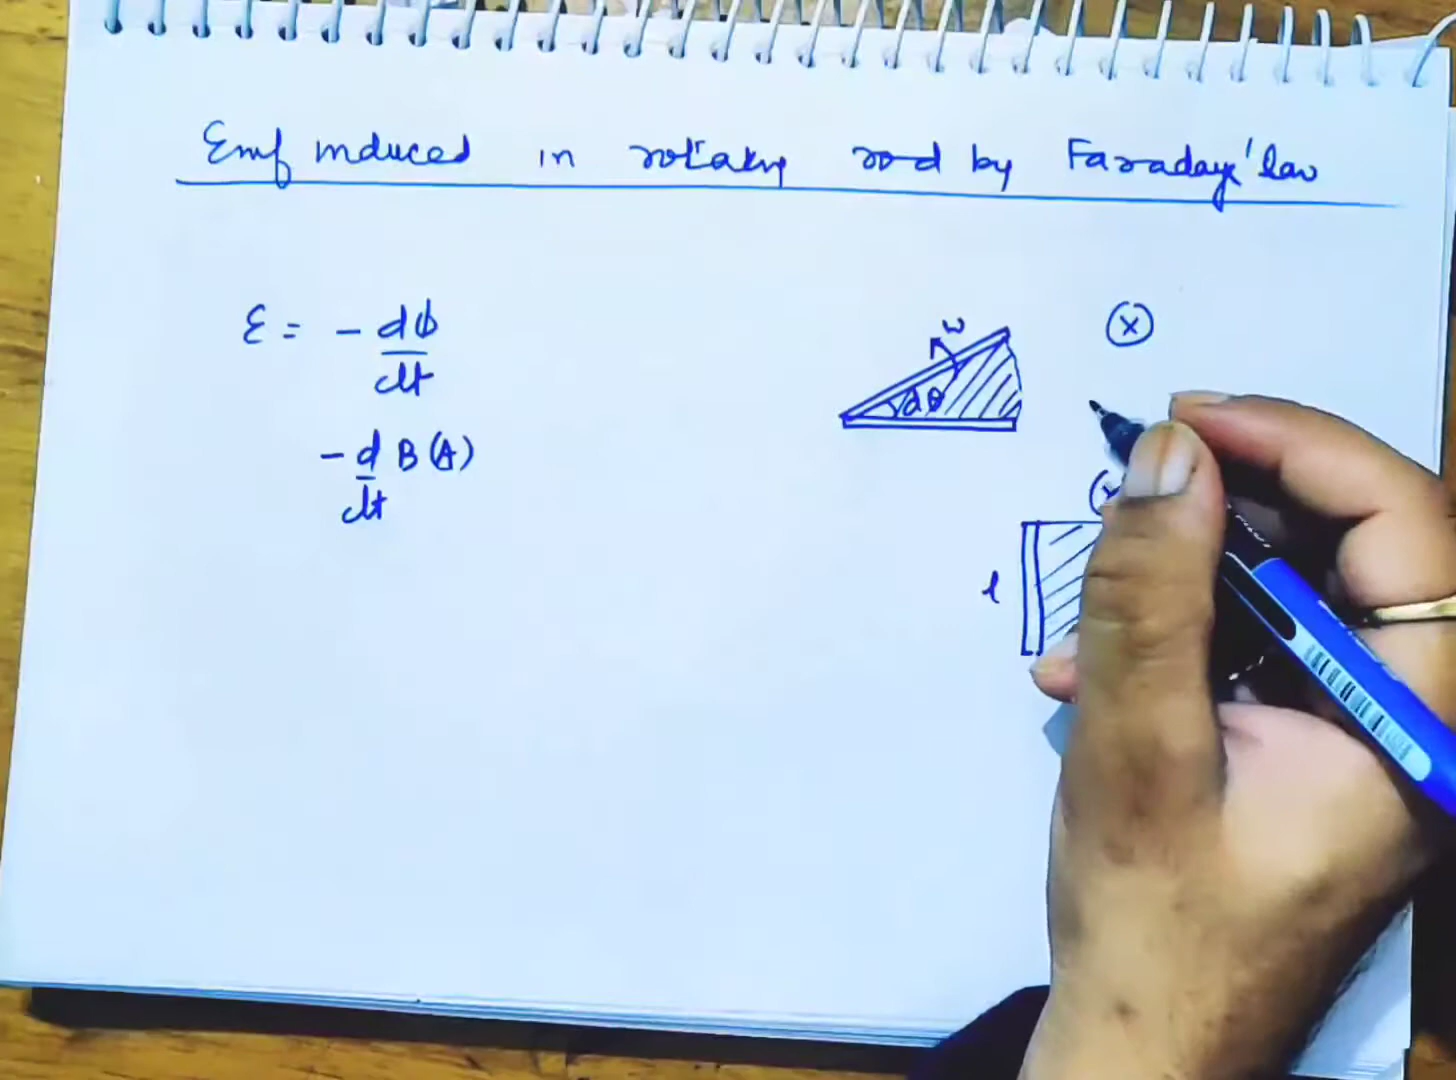 Emf induced in rotating rod by Faraday's law
ε = - dϕ/dt
- d/dt B (A)
ω
dθ
l